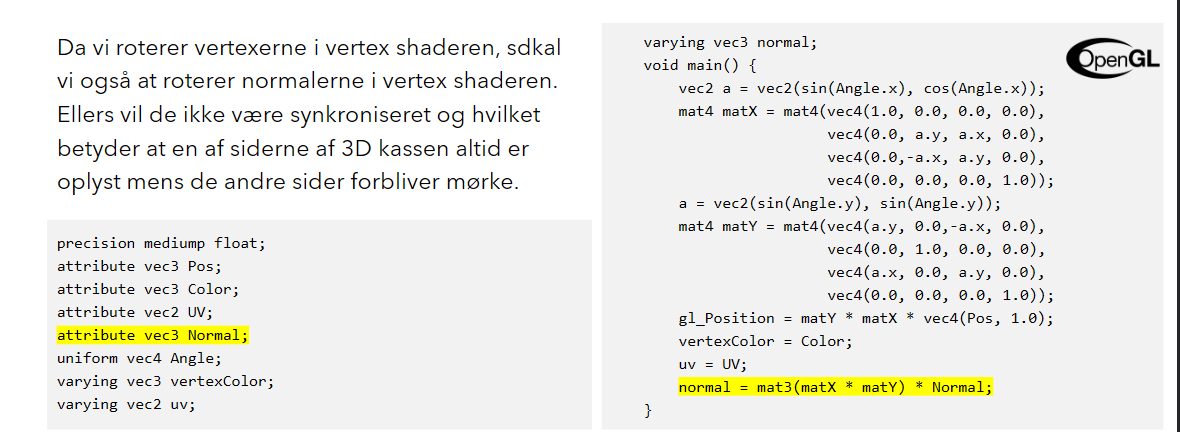 Da vi roterer vertexerne i vertex shaderen, sdkal
vi også at roterer normalerne i vertex shaderen.
Ellers vil de ikke være synkroniseret og hvilket
betyder at en af siderne af 3D kassen altid er
oplyst mens de andre sider forbliver mørke.
precision mediump float;
attribute vec3 Pos;
attribute vec3 Color;
attribute vec2 UV;
attribute vec3 Normal;
uniform vec4 Angle;
varying vec3 vertexColor;
varying vec2 uv;
varying vec3 normal;
void main() {
    vec2 a = vec2(sin(Angle.x), cos(Angle.x));
    mat4 matX = mat4(vec4(1.0, 0.0, 0.0, 0.0),
                     vec4(0.0, a.y, a.x, 0.0),
                     vec4(0.0,-a.x, a.y, 0.0),
                     vec4(0.0, 0.0, 0.0, 1.0));
    a = vec2(sin(Angle.y), sin(Angle.y));
    mat4 matY = mat4(vec4(a.y, 0.0,-a.x, 0.0),
                     vec4(0.0, 1.0, 0.0, 0.0),
                     vec4(a.x, 0.0, a.y, 0.0),
                     vec4(0.0, 0.0, 0.0, 1.0));
    gl_Position = matY * matX * vec4(Pos, 1.0);
    vertexColor = Color;
    uv = UV;
    normal = mat3(matX * matY) * Normal;
}
OpenGL